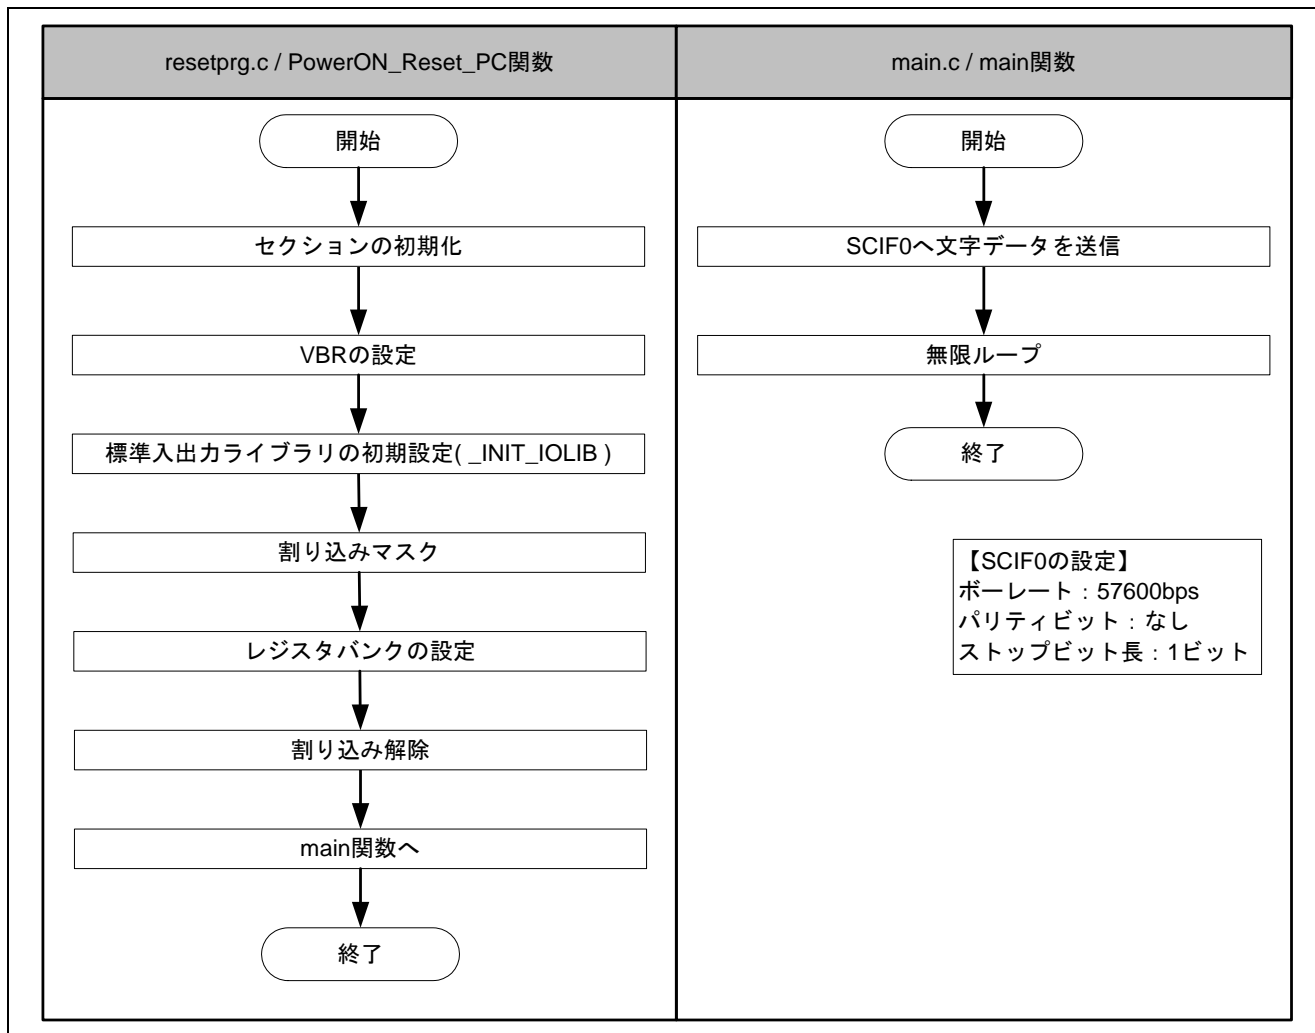 resetprg.c / PowerON_Reset_PC関数
開始
セクションの初期化
VBRの設定
標準入出力ライブラリの初期設定( _INIT_IOLIB )
割り込みマスク
レジスタバンクの設定
割り込み解除
main関数へ
終了
main.c / main関数
開始
SCIF0へ文字データを送信
無限ループ
終了
【SCIF0の設定】
ボーレート：57600bps
パリティビット：なし
ストップビット長：1ビット